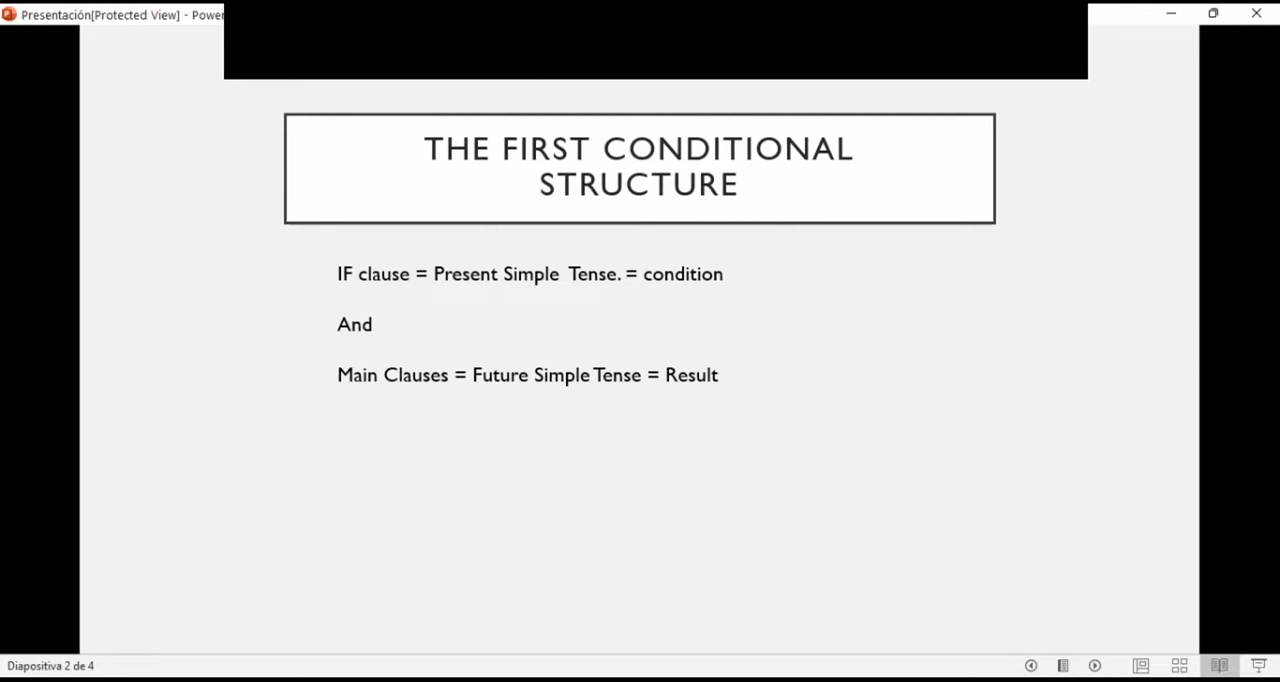 Presentación[Protected View] - Power
THE FIRST CONDITIONAL
STRUCTURE
IF clause = Present Simple Tense. = condition
And
Main Clauses = Future Simple Tense = Result
Diapositiva 2 de 4